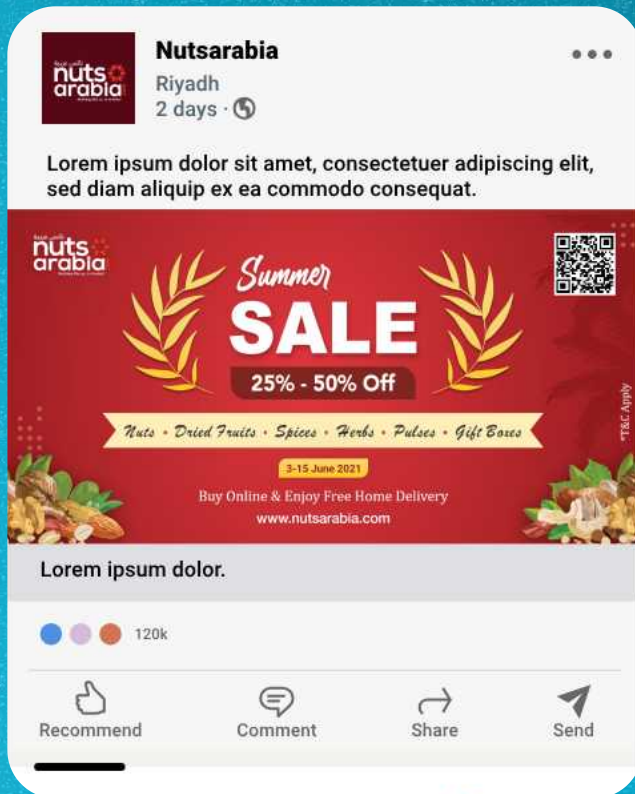 nuts
arabia
Nutsarabia
Riyadh
2 days ·
Lorem ipsum dolor sit amet, consectetuer adipiscing elit,
sed diam aliquip ex ea commodo consequat.
nuts
arabia
Summer
SALE
25% - 50% Off
Nuts • Dried Fruits • Spices • Herbs • Pulses • Gift Boxes
*T&C Apply
3-15 June 2021
Buy Online & Enjoy Free Home Delivery
www.nutsarabia.com
Lorem ipsum dolor.
120k
Recommend
Comment
Share
Send